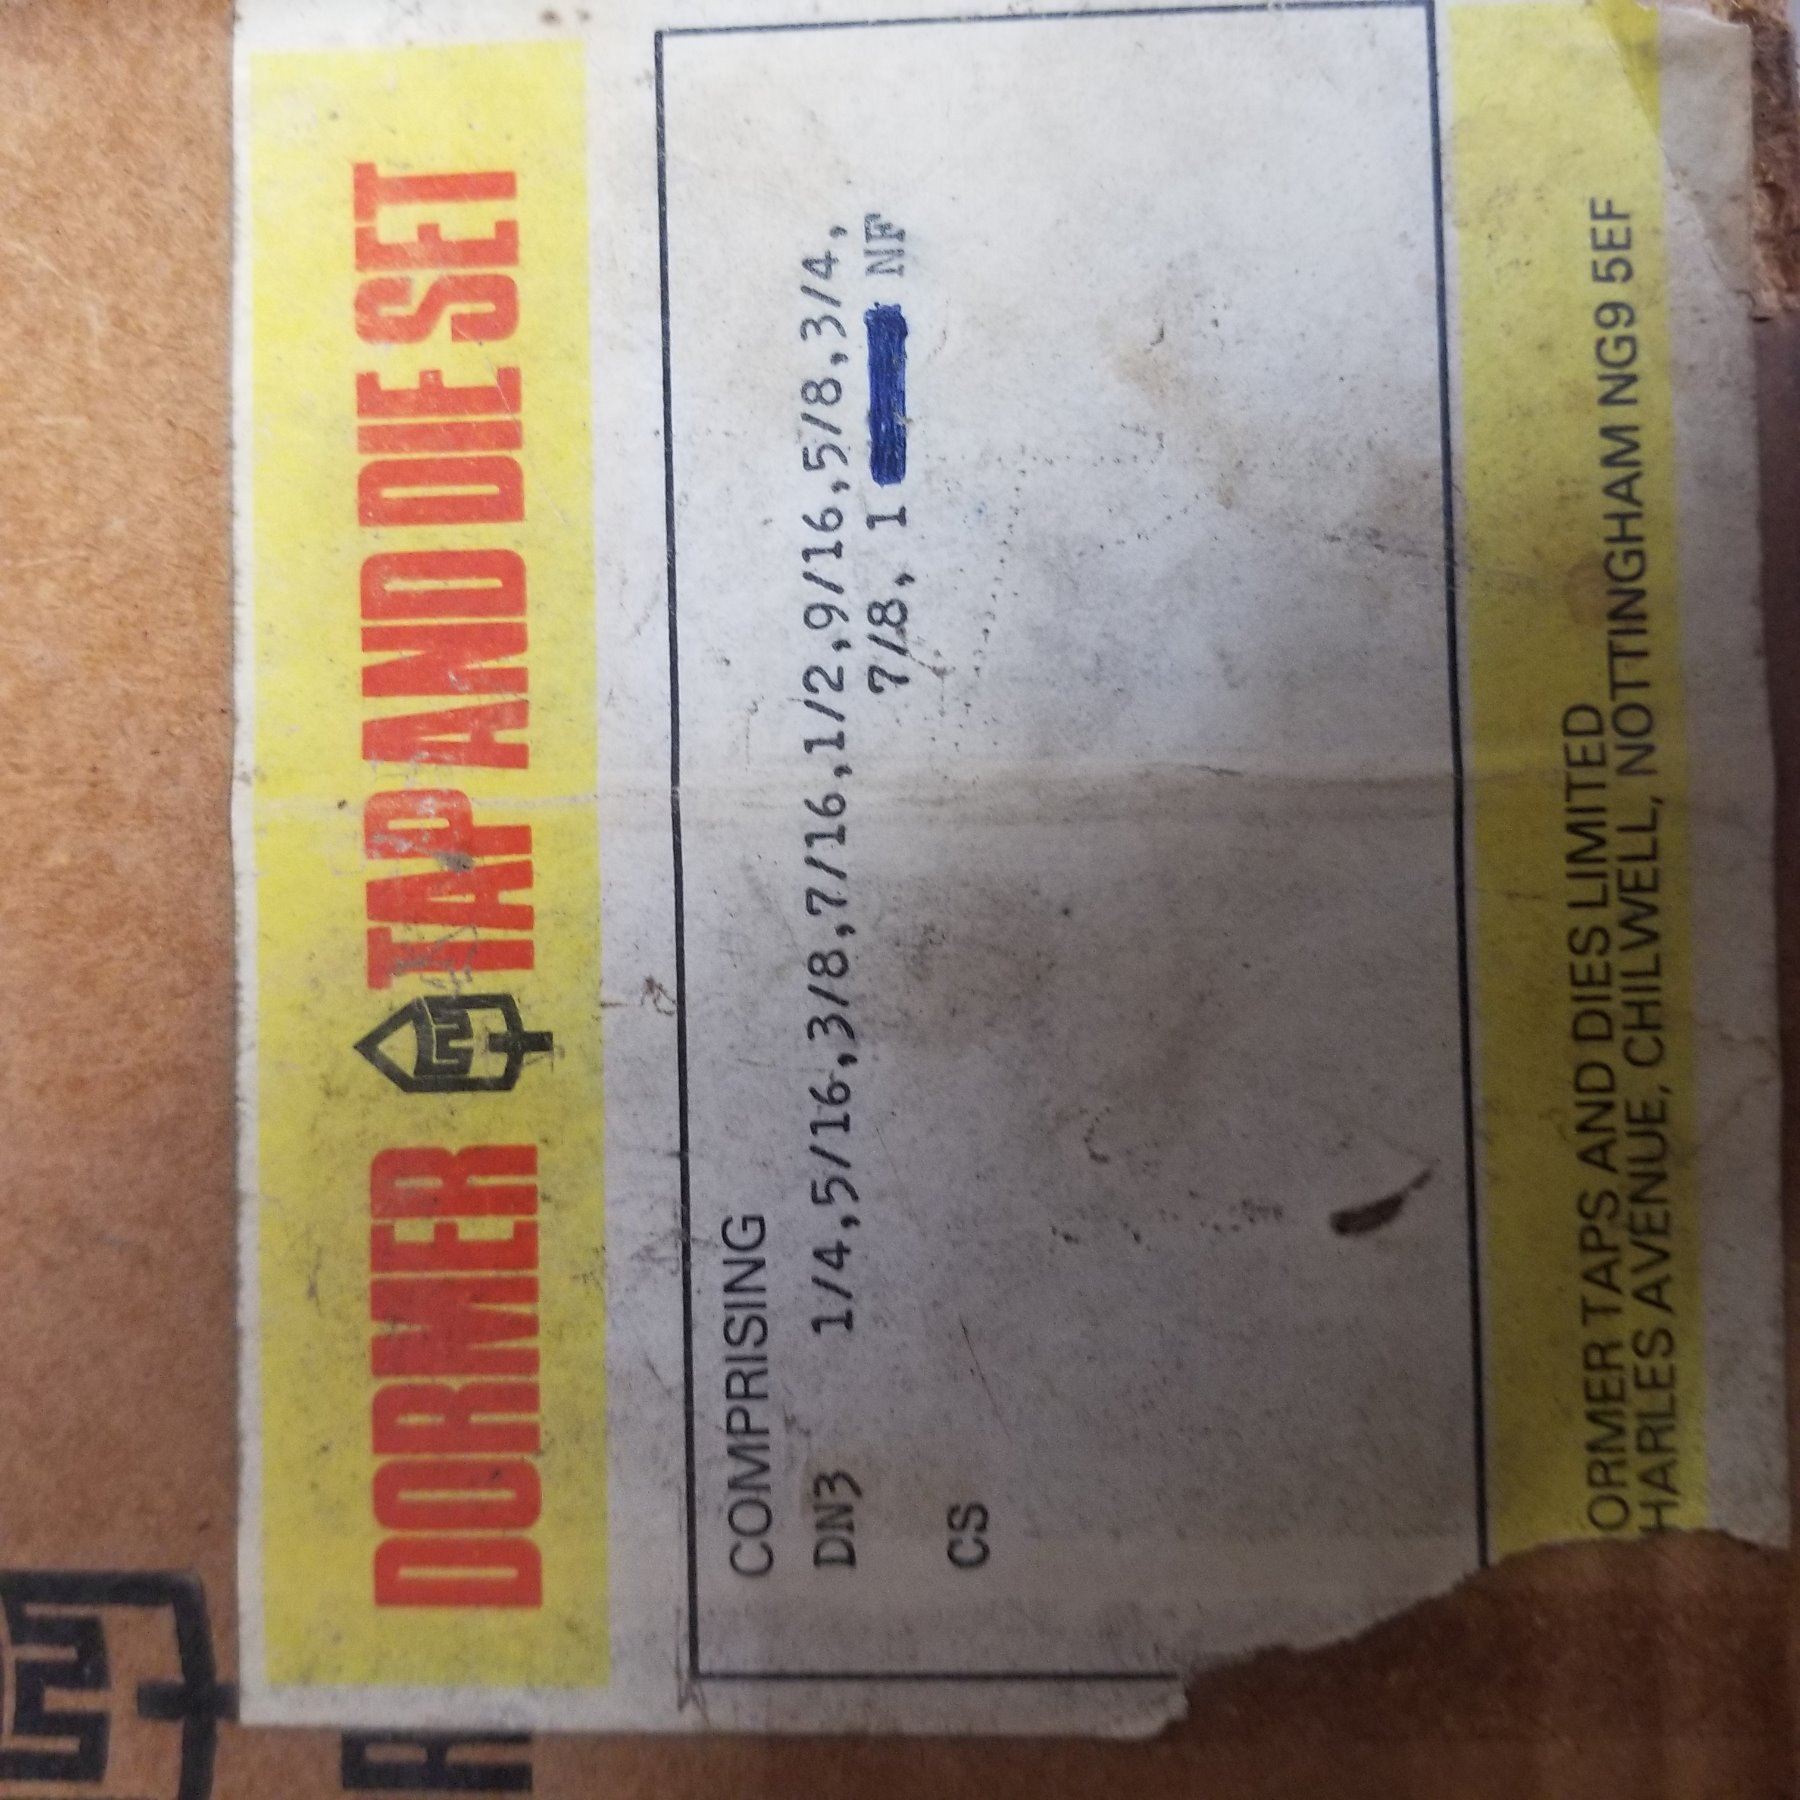 DORMER TAP AND DIE SET
COMPRISING
DN3 1/4,5/16,3/8,7/16,1/2,9/16,5/8,3/4,
7/8, 1 NF
CS
ORMER TAPS AND DIES LIMITED
HARLES AVENUE, CHILWELL, NOTTINGHAM NG9 5EF